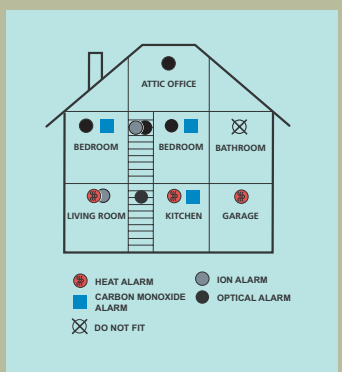 ATTIC OFFICE
BEDROOM
BEDROOM
BATHROOM
LIVING ROOM
KITCHEN
GARAGE
HEAT ALARM
ION ALARM
CARBON MONOXIDE
ALARM
OPTICAL ALARM
DO NOT FIT